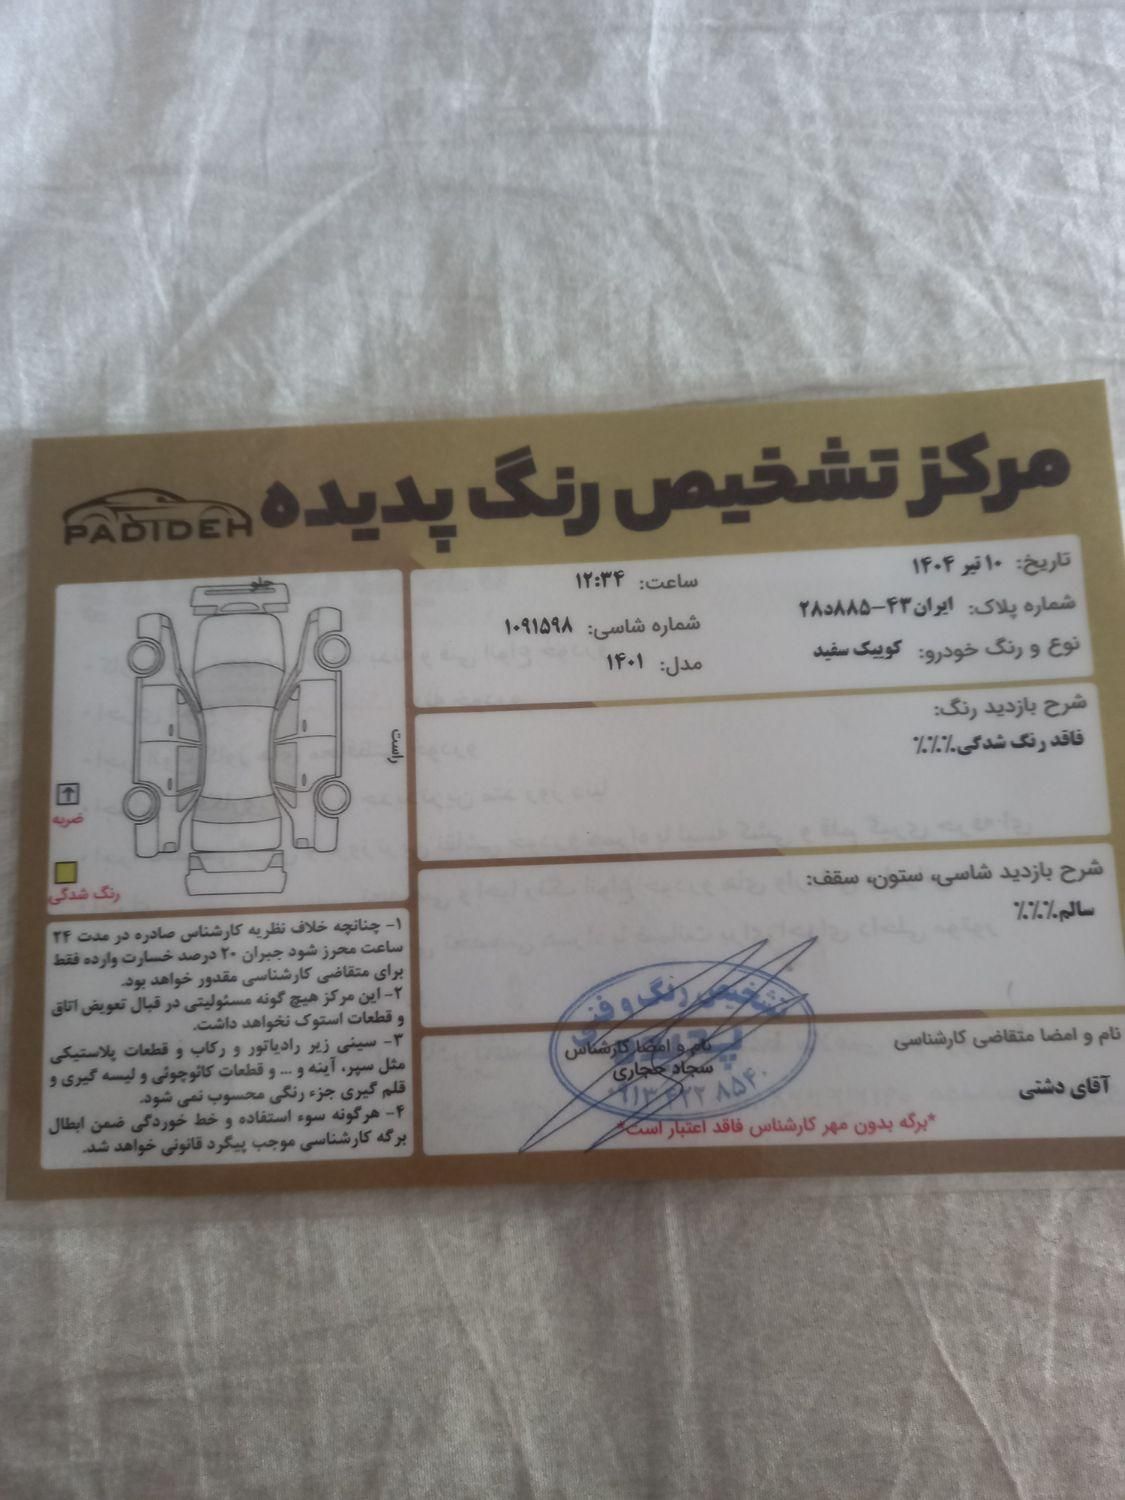 مرکز تشخیص رنگ پدیده
PADIDEH
تاریخ: ۱۰ تیر ۱۴۰۴
ساعت: ۱۲:۳۴
شماره پلاک: ایران۴۳-۸۸۵د۲۸
شماره شاسی: ۱۰۹۱۵۹۸
نوع و رنگ خودرو: کوییک سفید
مدل: ۱۴۰۱
شرح بازدید رنگ:
فاقد رنگ شدگی٪٪٪
شرح بازدید شاسی، ستون، سقف:
سالم٪٪٪
نام و امضا متقاضی کارشناسی
آقای دشتی
نام و امضا کارشناس
سجاد حجاری
تشخیص رنگ و فنی
*برگه بدون مهر کارشناس فاقد اعتبار است*
جلو
راست
ضربه
رنگ شدگی
۱- چنانچه خلاف نظریه کارشناس صادره در مدت ۲۴
ساعت محرز شود جبران ۲۰ درصد خسارت وارده فقط
برای متقاضی کارشناسی مقدور خواهد بود.
۲- این مرکز هیچ گونه مسئولیتی در قبال تعویض اتاق
و قطعات استوک نخواهد داشت.
۳- سینی زیر رادیاتور و رکاب و قطعات پلاستیکی
مثل سپر، آینه و ... و قطعات کائوچوئی و لیسه گیری و
قلم گیری جزء رنگی محسوب نمی شود.
۴- هرگونه سوء استفاده و خط خوردگی ضمن ابطال
برگه کارشناسی موجب پیگرد قانونی خواهد شد.